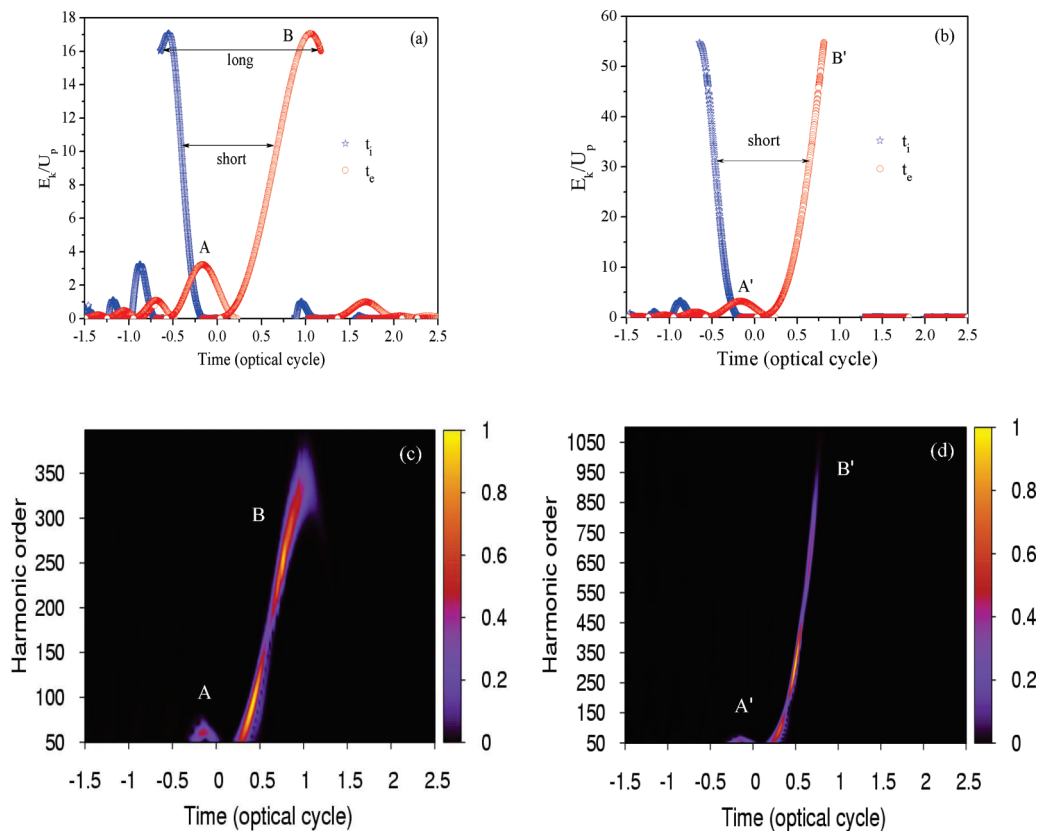 (a)
18
16
14
12
10
8
6
4
2
0
E_k/U_p
B
long
short
A
t_i
t_e
-1.5 -1.0 -0.5 0.0 0.5 1.0 1.5 2.0 2.5
Time (optical cycle)
(b)
60
50
40
30
20
10
0
E_k/U_p
B'
short
A'
t_i
t_e
-1.5 -1.0 -0.5 0.0 0.5 1.0 1.5 2.0 2.5
Time (optical cycle)
(c)
350
300
250
200
150
100
50
Harmonic order
B
A
-1.5 -1 -0.5 0 0.5 1 1.5 2 2.5
Time (optical cycle)
1
0.8
0.6
0.4
0.2
0
(d)
1050
950
850
750
650
550
450
350
250
150
50
Harmonic order
B'
A'
-1.5 -1 -0.5 0 0.5 1 1.5 2 2.5
Time (optical cycle)
1
0.8
0.6
0.4
0.2
0